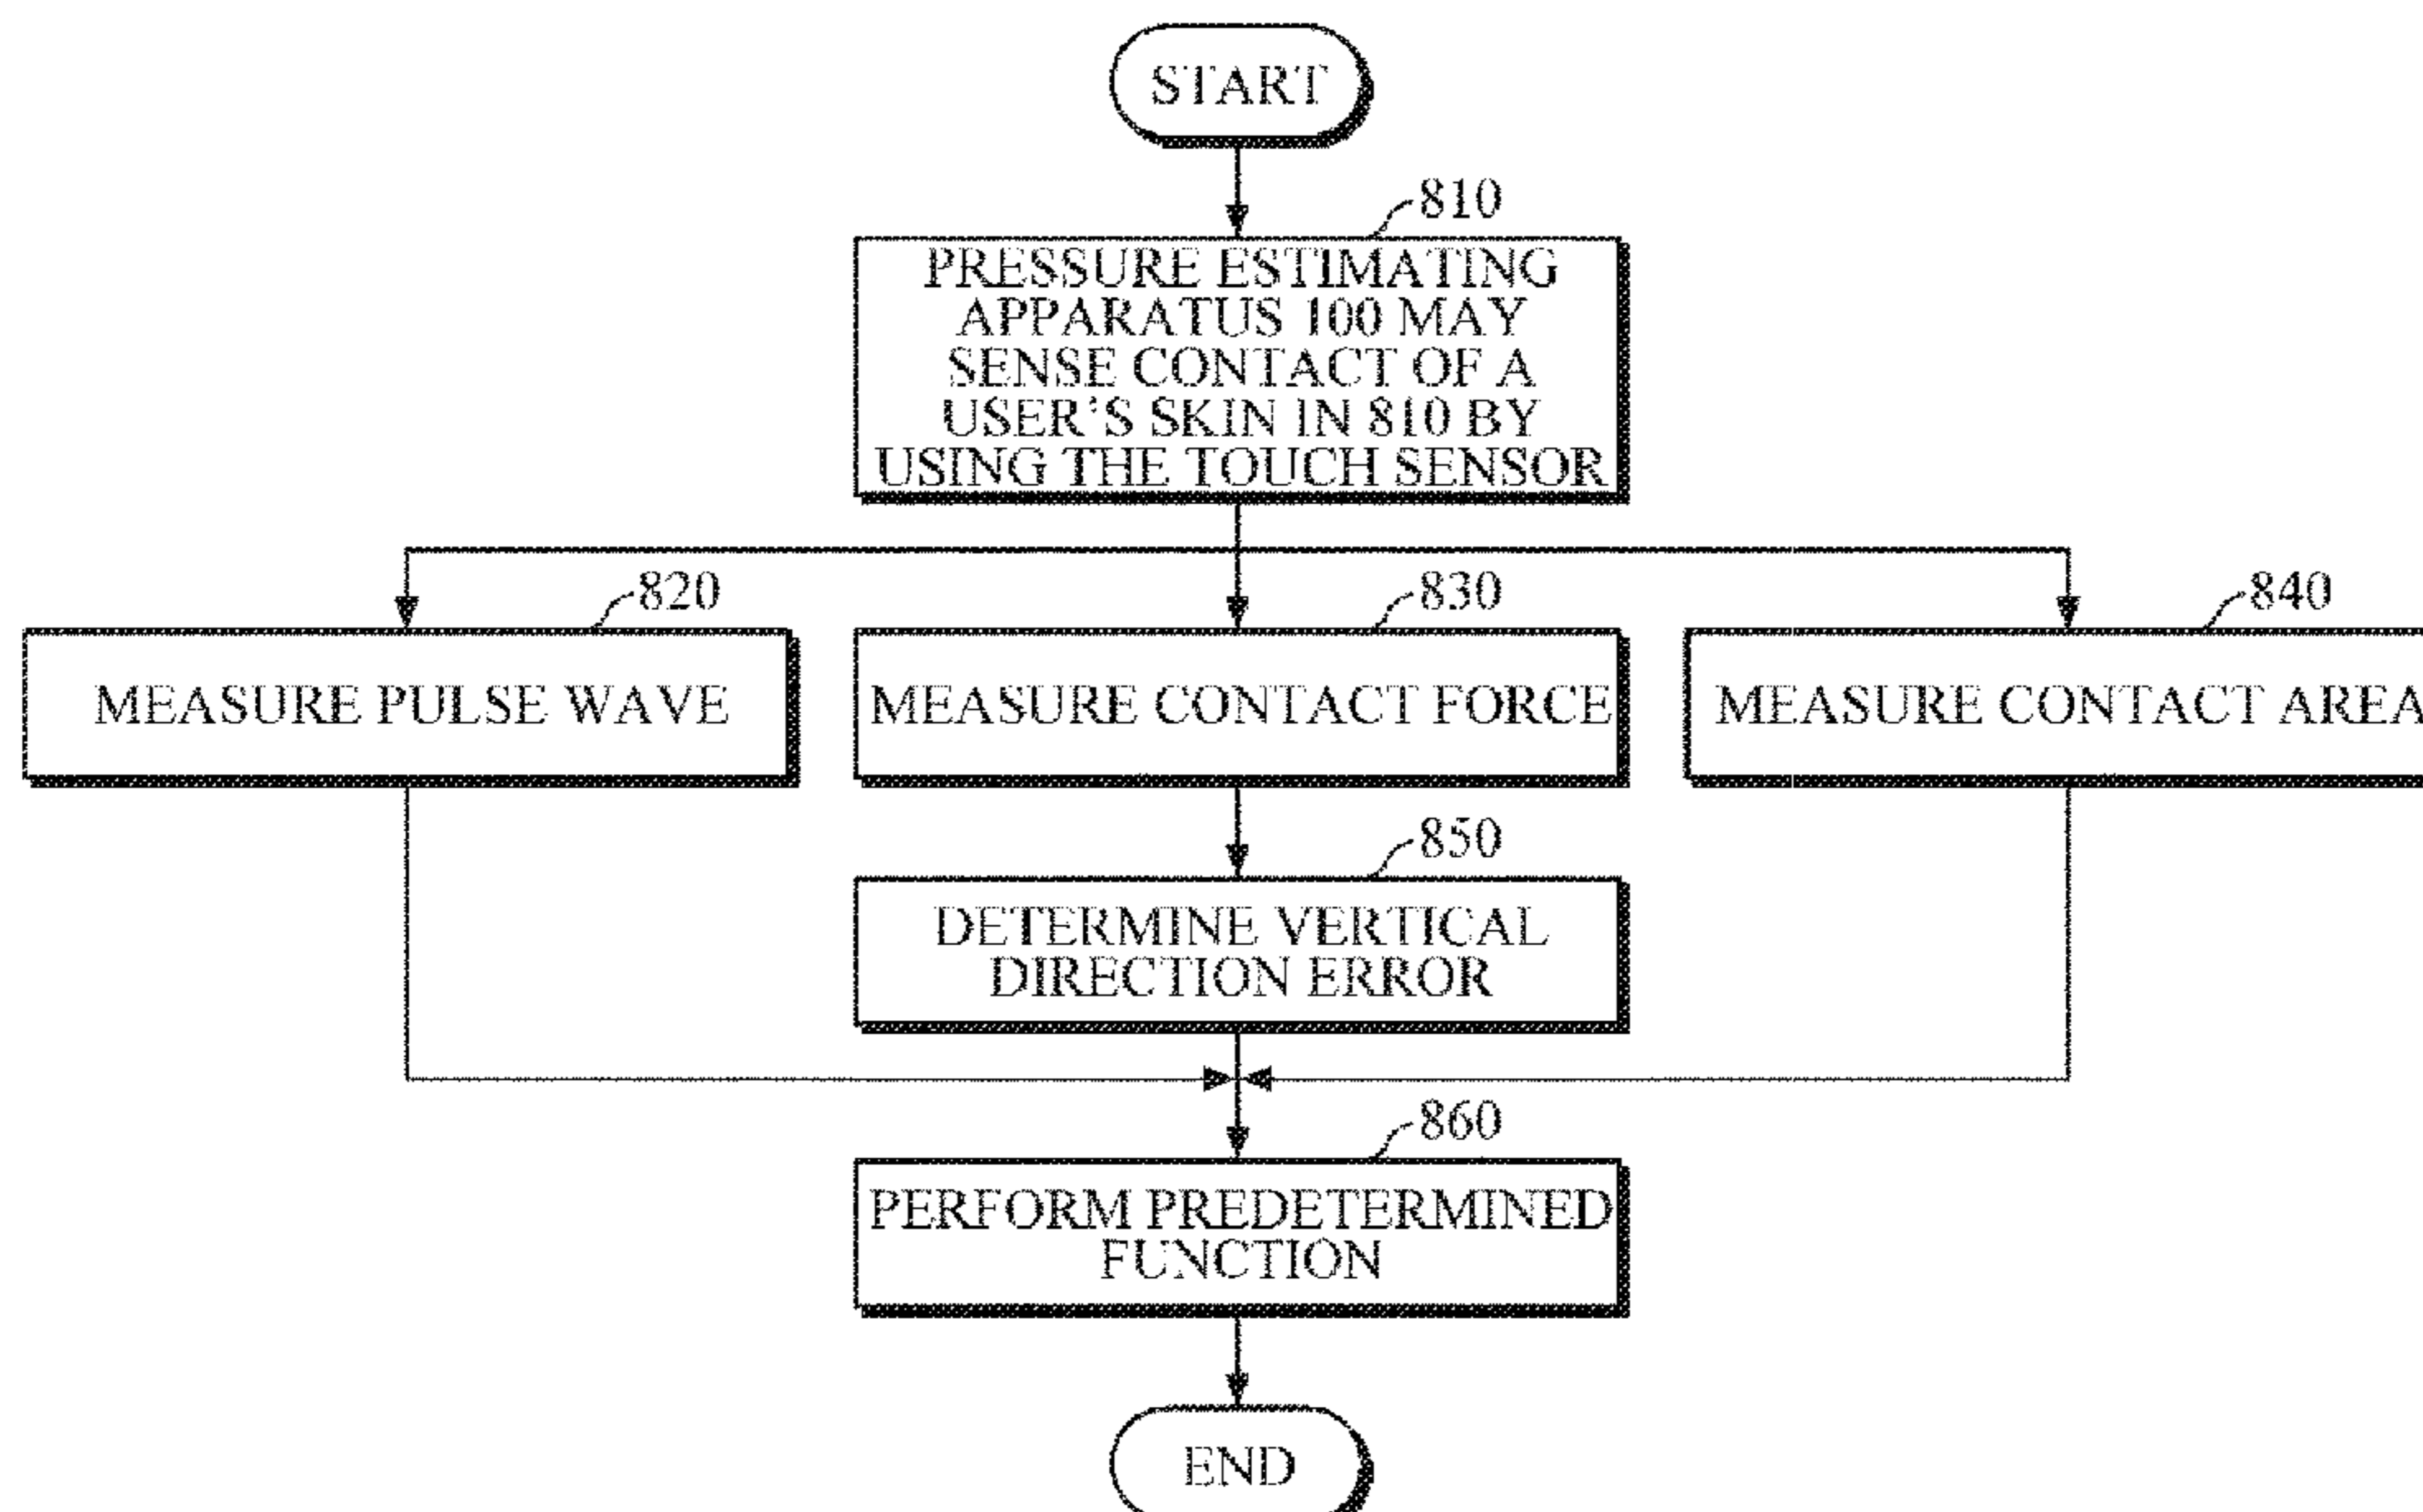 START
810
PRESSURE ESTIMATING
APPARATUS 100 MAY
SENSE CONTACT OF A
USER'S SKIN IN 810 BY
USING THE TOUCH SENSOR
820
830
840
MEASURE PULSE WAVE
MEASURE CONTACT FORCE
MEASURE CONTACT AREA
850
DETERMINE VERTICAL
DIRECTION ERROR
860
PERFORM PREDETERMINED
FUNCTION
END